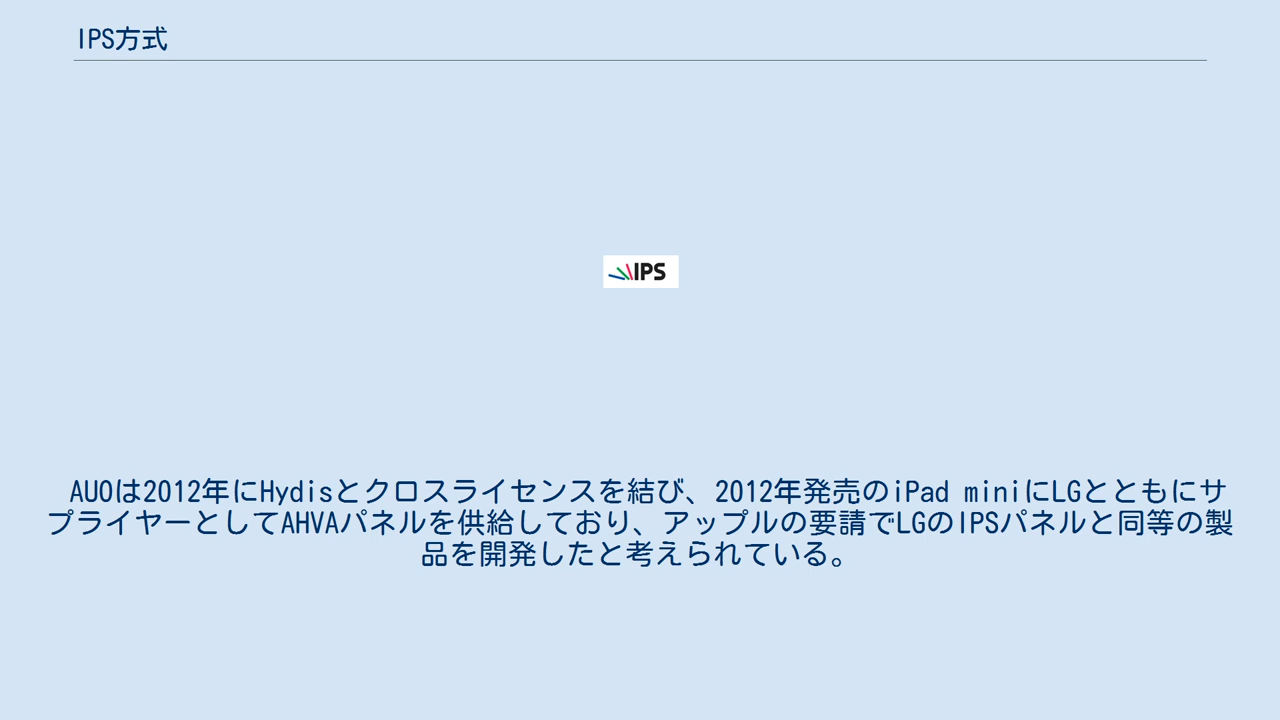 IPS方式
IPS
AUOは2012年にHydisとクロスライセンスを結び、2012年発売のiPad miniにLGとともにサ
プライヤーとしてAHVAパネルを供給しており、アップルの要請でLGのIPSパネルと同等の製
品を開発したと考えられている。